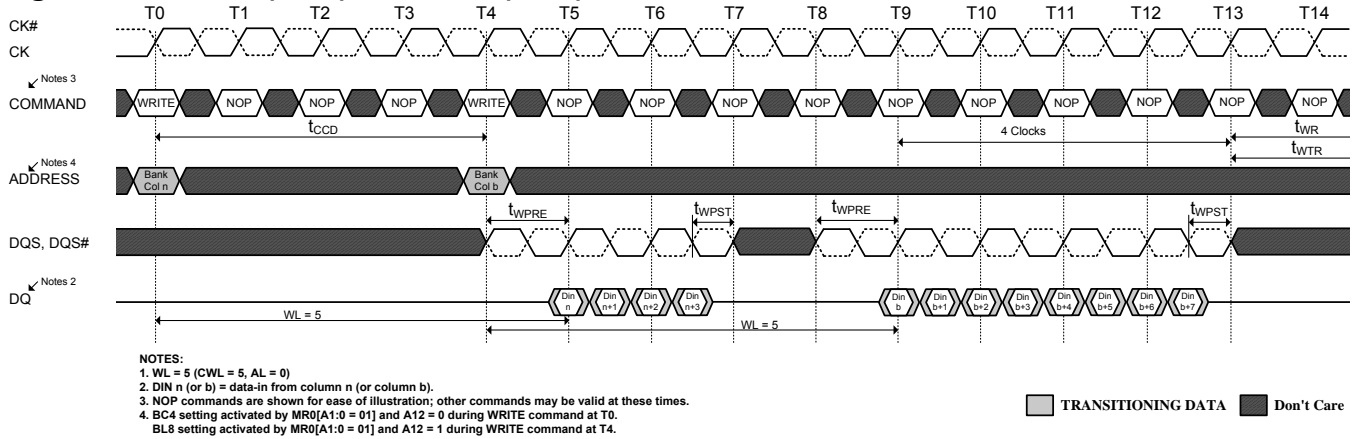 T0 T1 T2 T3 T4 T5 T6 T7 T8 T9 T10 T11 T12 T13 T14
CK#
CK
Notes 3
COMMAND
WRITE NOP NOP NOP WRITE NOP NOP NOP NOP NOP NOP NOP NOP NOP NOP
tCCD
4 Clocks
tWR
tWTR
Notes 4
ADDRESS
Bank Col n
Bank Col b
tWPRE
tWPST
tWPRE
tWPST
DQS, DQS#
Notes 2
DQ
Din n
Din n+1
Din n+2
Din n+3
Din b
Din b+1
Din b+2
Din b+3
Din b+4
Din b+5
Din b+6
Din b+7
WL = 5
WL = 5
NOTES:
1. WL = 5 (CWL = 5, AL = 0)
2. DIN n (or b) = data-in from column n (or column b).
3. NOP commands are shown for ease of illustration; other commands may be valid at these times.
4. BC4 setting activated by MR0[A1:0 = 01] and A12 = 0 during WRITE command at T0.
BL8 setting activated by MR0[A1:0 = 01] and A12 = 1 during WRITE command at T4.
TRANSITIONING DATA
Don't Care